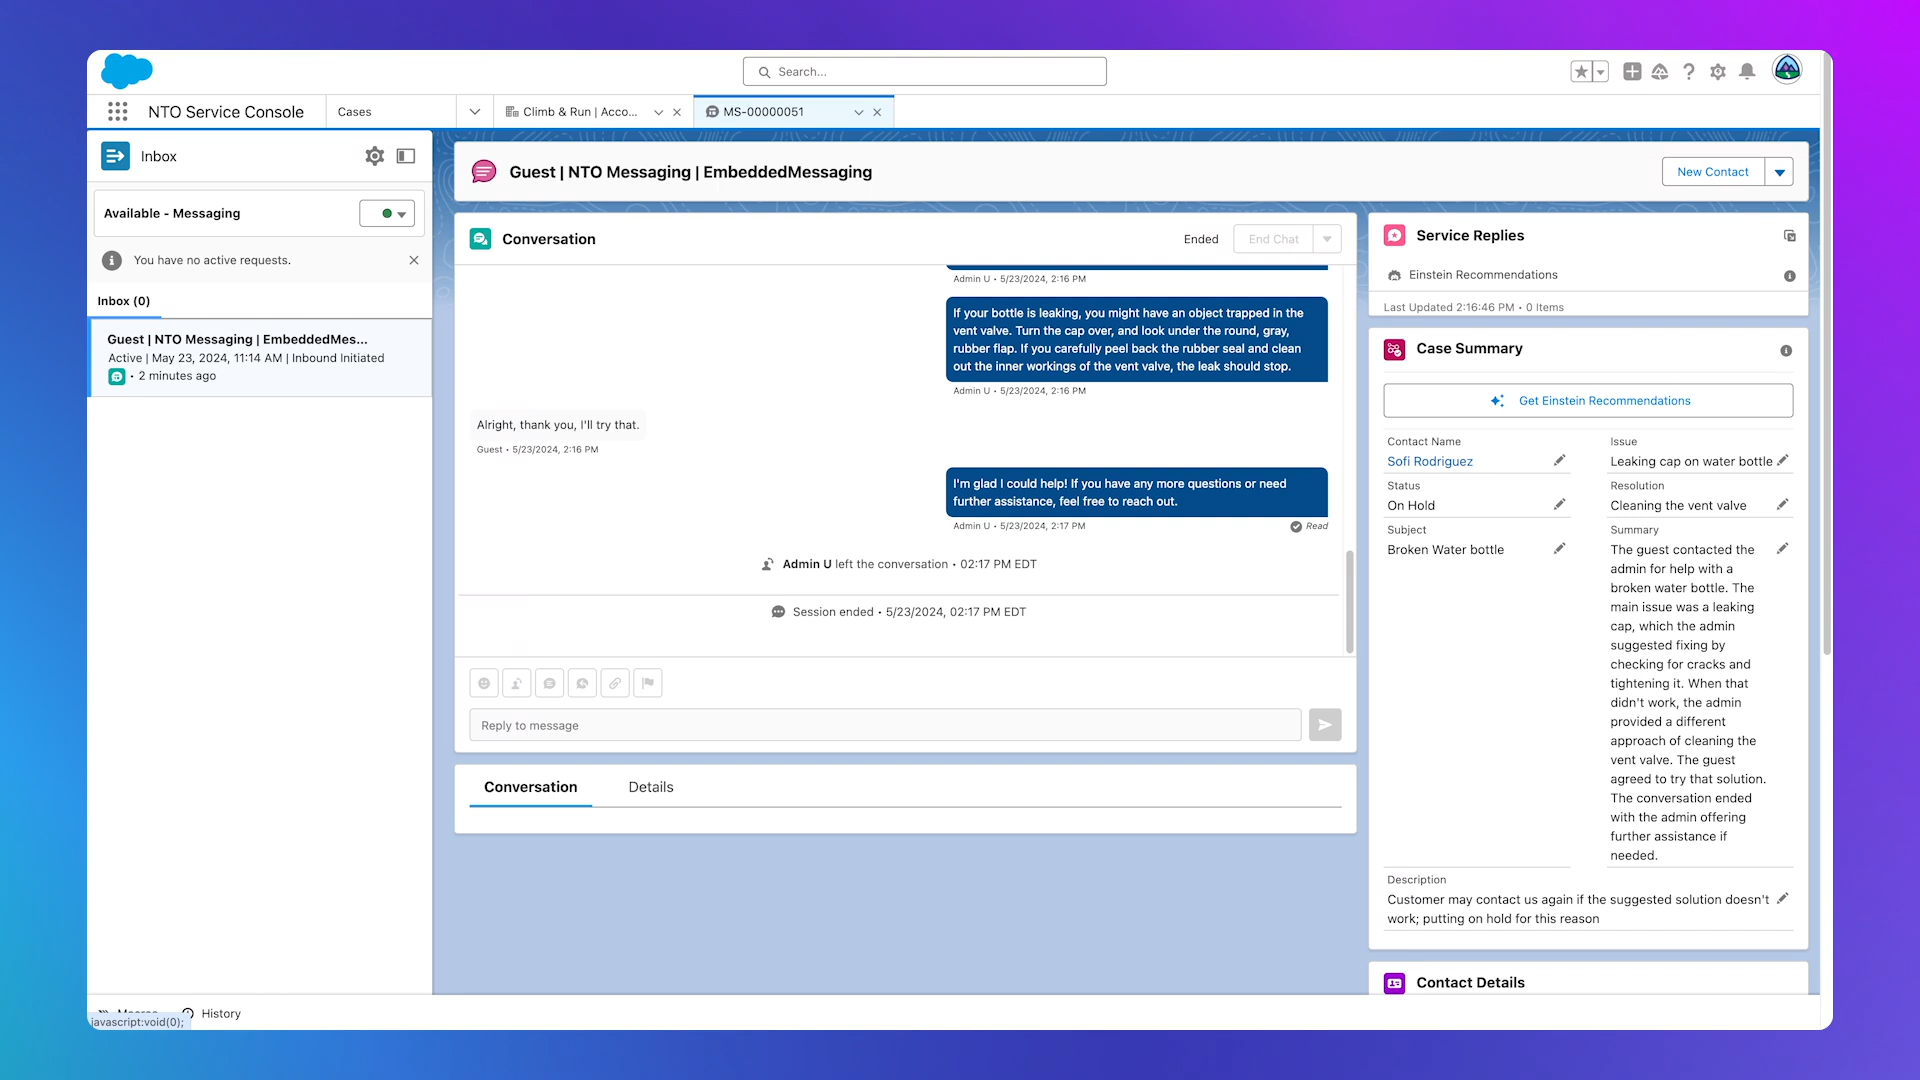 Search...
NTO Service Console
Cases
Climb & Run | Acco...
MS-00000051
Inbox
Available - Messaging
You have no active requests.
Inbox (0)
Guest | NTO Messaging | EmbeddedMes...
Active | May 23, 2024, 11:14 AM | Inbound Initiated
• 2 minutes ago
Guest | NTO Messaging | EmbeddedMessaging
New Contact
Conversation
Ended
End Chat
Admin U • 5/23/2024, 2:16 PM
If your bottle is leaking, you might have an object trapped in the
vent valve. Turn the cap over, and look under the round, gray,
rubber flap. If you carefully peel back the rubber seal and clean
out the inner workings of the vent valve, the leak should stop.
Admin U • 5/23/2024, 2:16 PM
Alright, thank you, I'll try that.
Guest • 5/23/2024, 2:16 PM
I'm glad I could help! If you have any more questions or need
further assistance, feel free to reach out.
Admin U • 5/23/2024, 2:17 PM
Read
Admin U left the conversation • 02:17 PM EDT
Session ended • 5/23/2024, 02:17 PM EDT
Reply to message
Conversation
Details
Service Replies
Einstein Recommendations
Last Updated 2:16:46 PM • 0 Items
Case Summary
Get Einstein Recommendations
Contact Name
Sofi Rodriguez
Status
On Hold
Subject
Broken Water bottle
Issue
Leaking cap on water bottle
Resolution
Cleaning the vent valve
Summary
The guest contacted the
admin for help with a
broken water bottle. The
main issue was a leaking
cap, which the admin
suggested fixing by
checking for cracks and
tightening it. When that
didn't work, the admin
provided a different
approach of cleaning the
vent valve. The guest
agreed to try that solution.
The conversation ended
with the admin offering
further assistance if
needed.
Description
Customer may contact us again if the suggested solution doesn't
work; putting on hold for this reason
Contact Details
Macros
History
javascript:void(0);